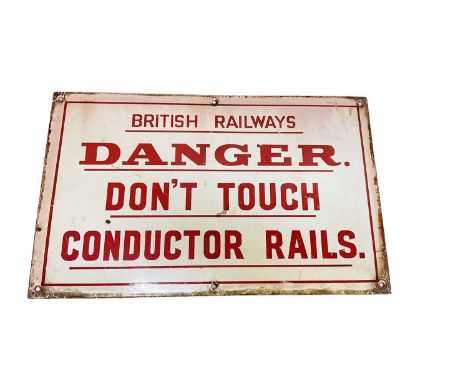 BRITISH RAILWAYS
DANGER.
DON'T TOUCH
CONDUCTOR RAILS.